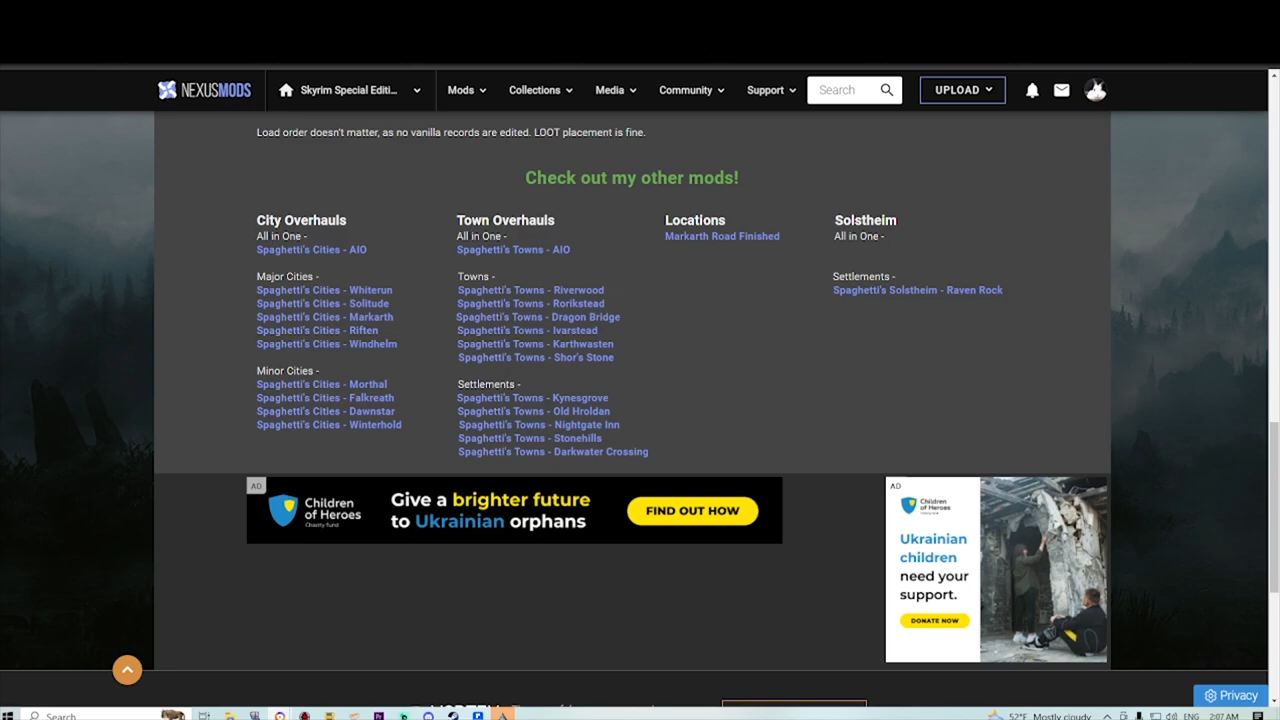 NEXUSMODS
Skyrim Special Editi...
Mods
Collections
Media
Community
Support
Search
UPLOAD
Load order doesn't matter, as no vanilla records are edited. LOOT placement is fine.
Check out my other mods!
City Overhauls
All in One -
Spaghetti's Cities - AIO
Major Cities -
Spaghetti's Cities - Whiterun
Spaghetti's Cities - Solitude
Spaghetti's Cities - Markarth
Spaghetti's Cities - Riften
Spaghetti's Cities - Windhelm
Minor Cities -
Spaghetti's Cities - Morthal
Spaghetti's Cities - Falkreath
Spaghetti's Cities - Dawnstar
Spaghetti's Cities - Winterhold
Town Overhauls
All in One -
Spaghetti's Towns - AIO
Towns -
Spaghetti's Towns - Riverwood
Spaghetti's Towns - Rorikstead
Spaghetti's Towns - Dragon Bridge
Spaghetti's Towns - Ivarstead
Spaghetti's Towns - Karthwasten
Spaghetti's Towns - Shor's Stone
Settlements -
Spaghetti's Towns - Kynesgrove
Spaghetti's Towns - Old Hroldan
Spaghetti's Towns - Nightgate Inn
Spaghetti's Towns - Stonehills
Spaghetti's Towns - Darkwater Crossing
Locations
Markarth Road Finished
Solstheim
All in One -
Settlements -
Spaghetti's Solstheim - Raven Rock
AD
Children
of Heroes
Charity Fund
Give a brighter future
to Ukrainian orphans
FIND OUT HOW
AD
Children
of Heroes
Ukrainian
children
need your
support.
DONATE NOW
Privacy
Search
52°F Mostly cloudy
ENG
2:07 AM